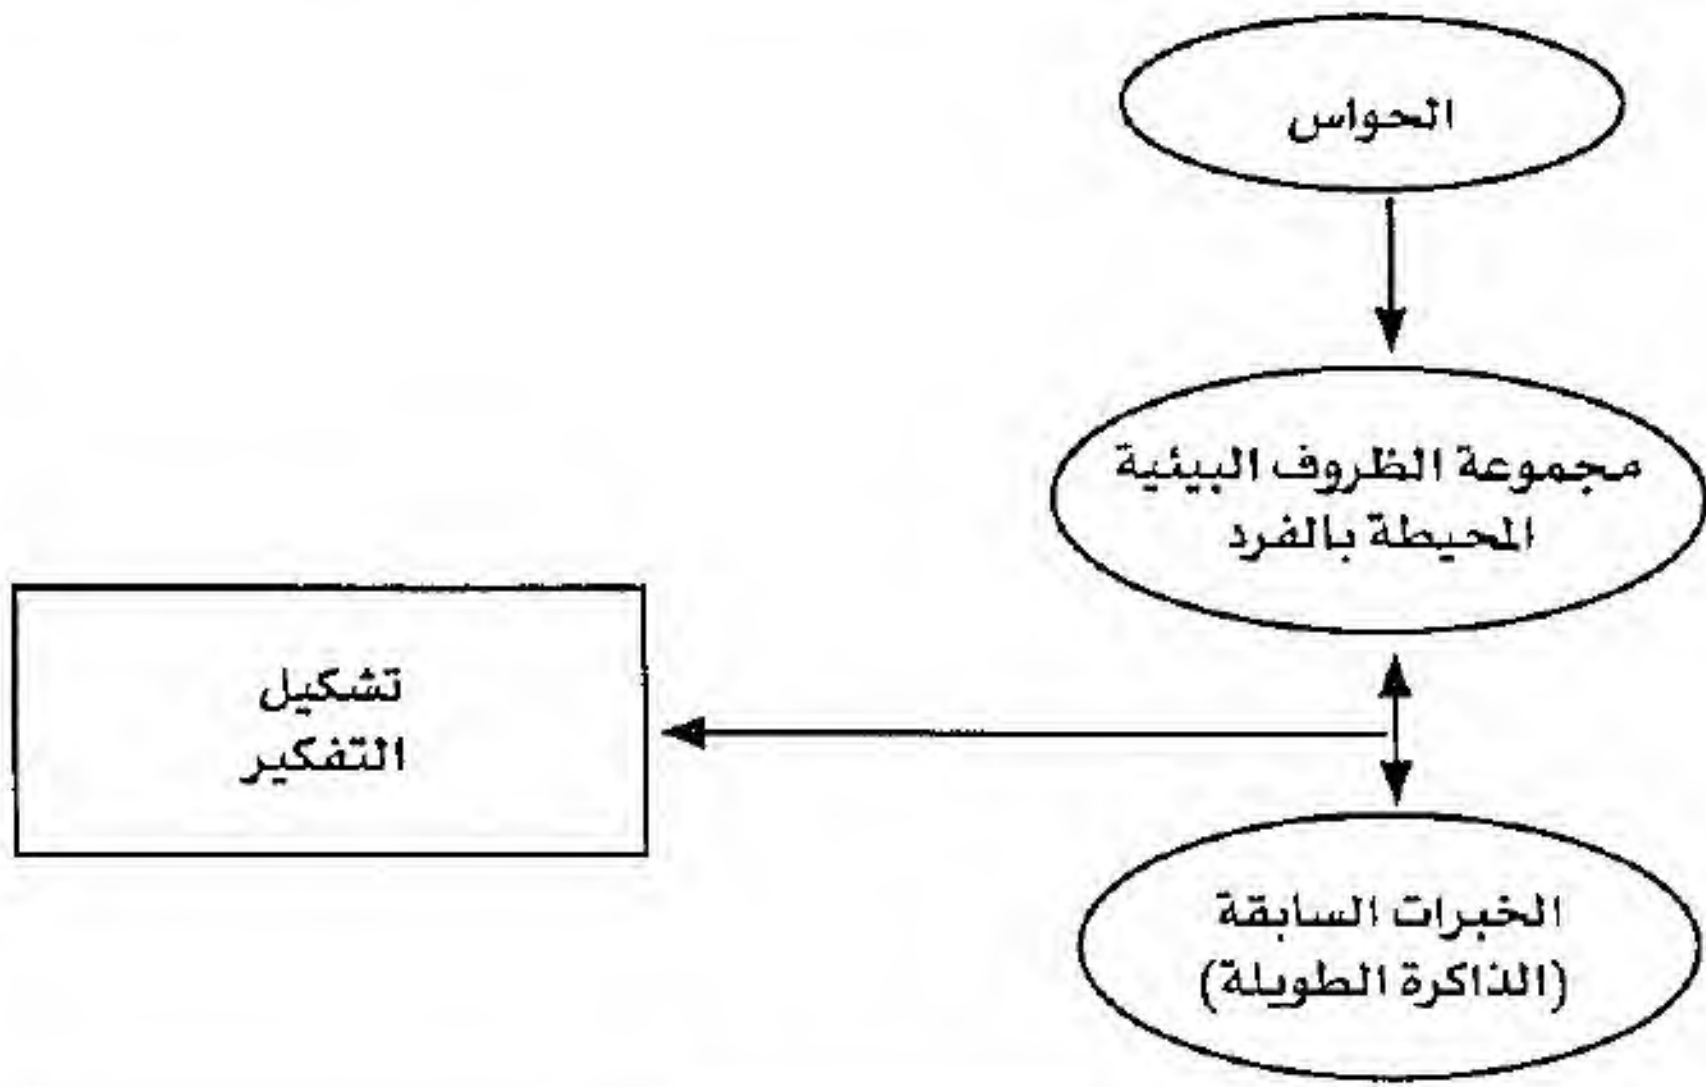 الحواس
مجموعة الظروف البيئية
المحيطة بالفرد
تشكيل
التفكير
الخبرات السابقة
(الذاكرة الطويلة)